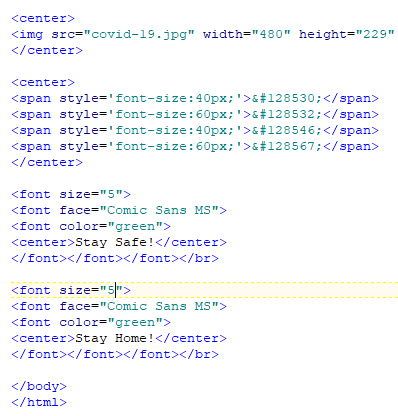 <center>
<img src="covid-19.jpg" width="480" height="229"
</center>
<center>
<span style='font-size:40px;'>&#128530;</span>
<span style='font-size:60px;'>&#128532;</span>
<span style='font-size:40px;'>&#128546;</span>
<span style='font-size:60px;'>&#128567;</span>
</center>
<font size="5">
<font face="Comic Sans MS">
<font color="green">
<center>Stay Safe!</center>
</font></font></font></br>
<font size="5">
<font face="Comic Sans MS">
<font color="green">
<center>Stay Home!</center>
</font></font></font></br>
</body>
</html>